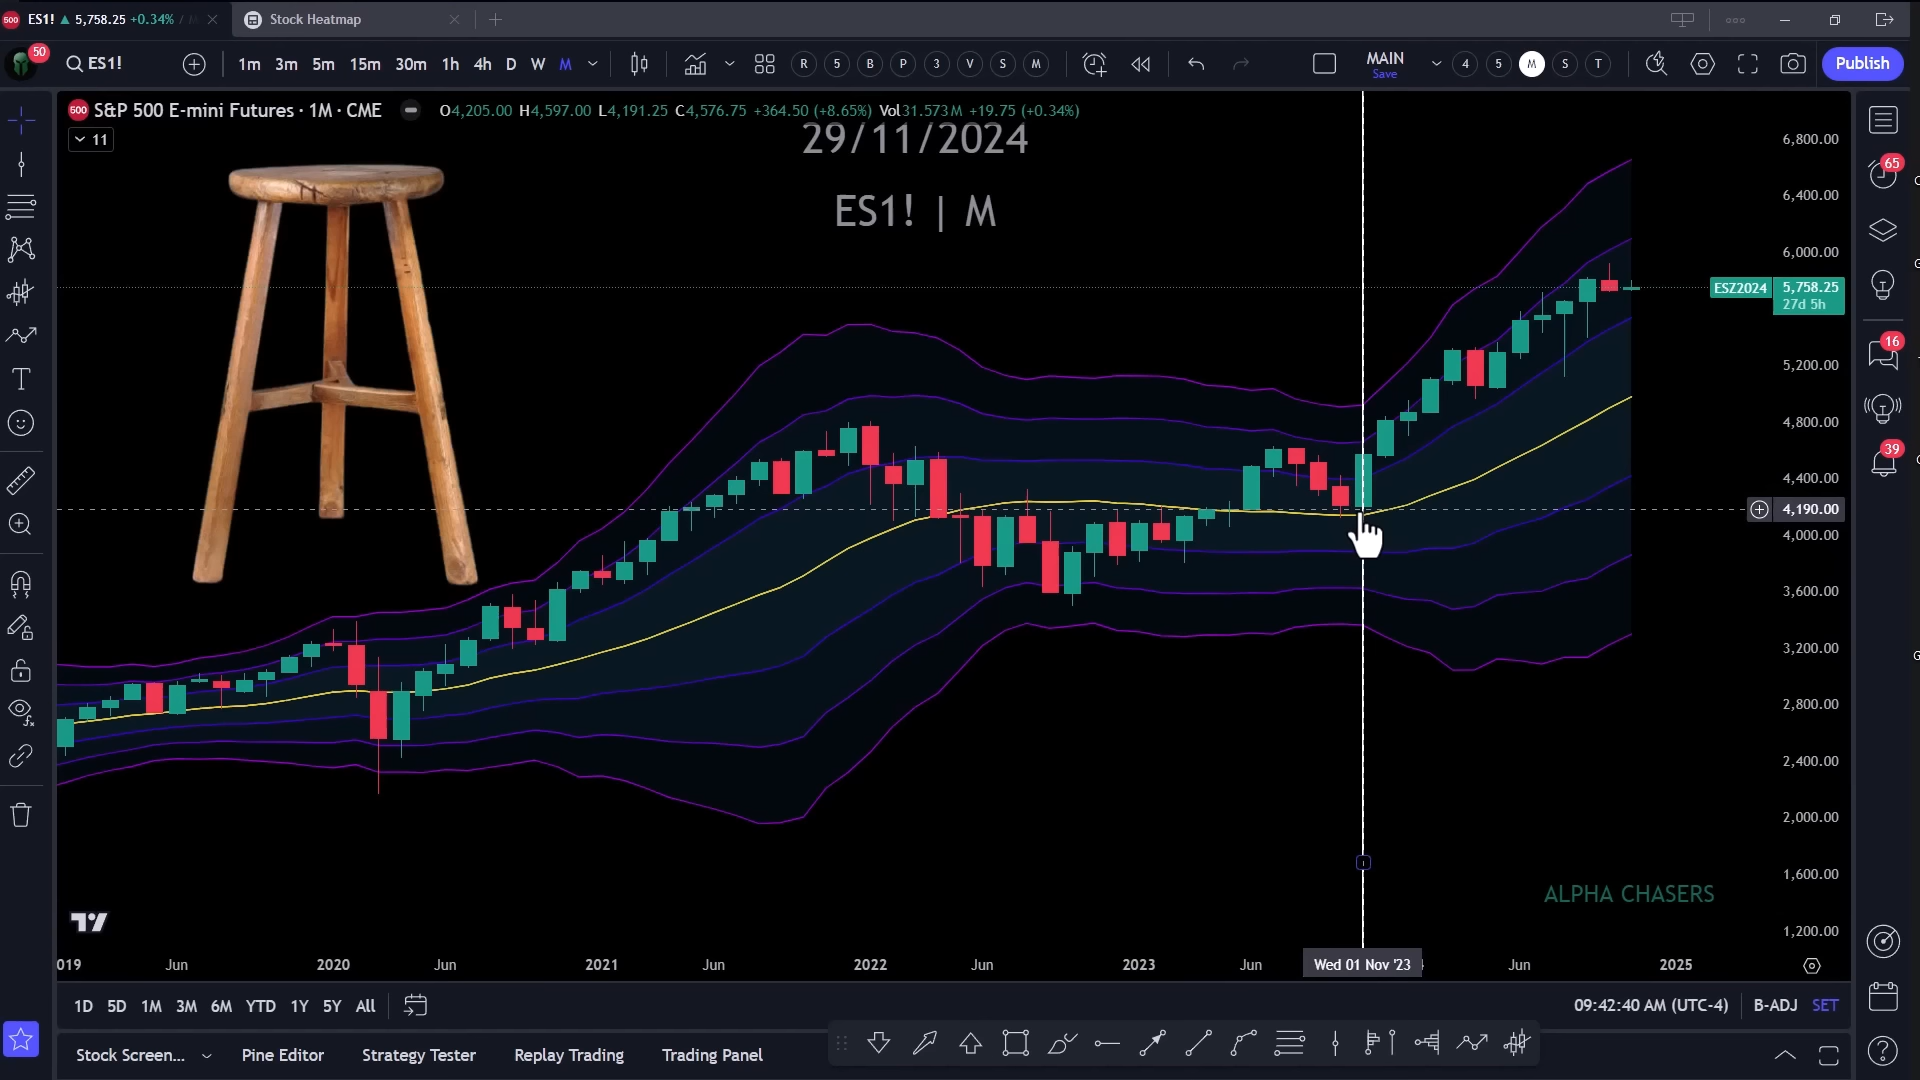 500 ES1! ▲ 5,758.25 +0.34% /
Stock Heatmap
50
ES1!
1m 3m 5m 15m 30m 1h 4h D W M
R 5 B P 3 V S M
MAIN
Save
4 5 M S T
Publish
500 S&P 500 E-mini Futures · 1M · CME
O4,205.00 H4,597.00 L4,191.25 C4,576.75 +364.50 (+8.65%) Vol31.573M +19.75 (+0.34%)
11
29/11/2024
ES1! | M
6,800.00
6,400.00
6,000.00
ESZ2024 5,758.25
27d 5h
5,200.00
4,800.00
4,400.00
4,190.00
4,000.00
3,600.00
3,200.00
2,800.00
2,400.00
2,000.00
1,600.00
1,200.00
65
16
39
ALPHA CHASERS
019 Jun 2020 Jun 2021 Jun 2022 Jun 2023 Jun Wed 01 Nov '23 Jun 2025
1D 5D 1M 3M 6M YTD 1Y 5Y All
09:42:40 AM (UTC-4) B-ADJ SET
Stock Screen... Pine Editor Strategy Tester Replay Trading Trading Panel